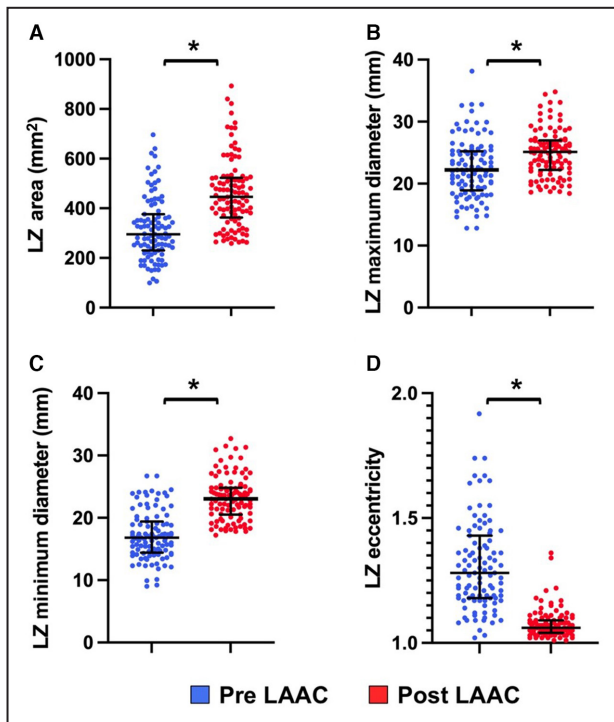 A
LZ area (mm²)
1000
800
600
400
200
0
*
B
LZ maximum diameter (mm)
40
30
20
10
0
*
C
LZ minimum diameter (mm)
40
30
20
10
0
*
D
LZ eccentricity
2.0
1.5
1.0
*
Pre LAAC
Post LAAC